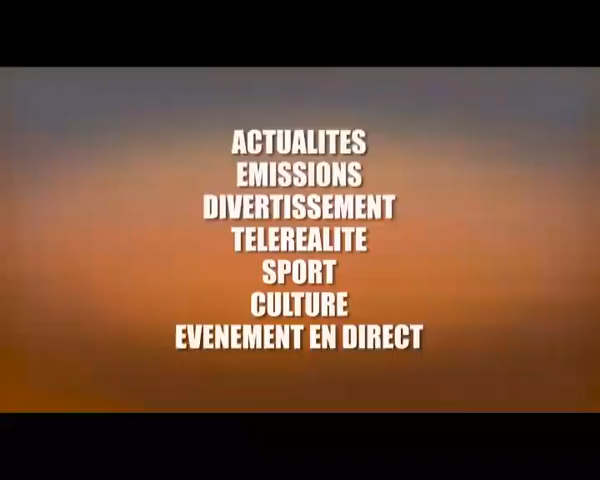 ACTUALITES
EMISSIONS
DIVERTISSEMENT
TELEREALITE
SPORT
CULTURE
EVENEMENT EN DIRECT